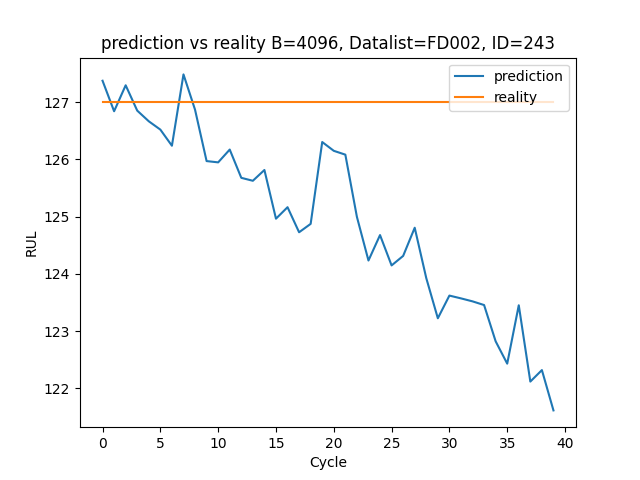 prediction vs reality B=4096, Datalist=FD002, ID=243
prediction
reality
127
126
125
124
123
122
RUL
0 5 10 15 20 25 30 35 40
Cycle